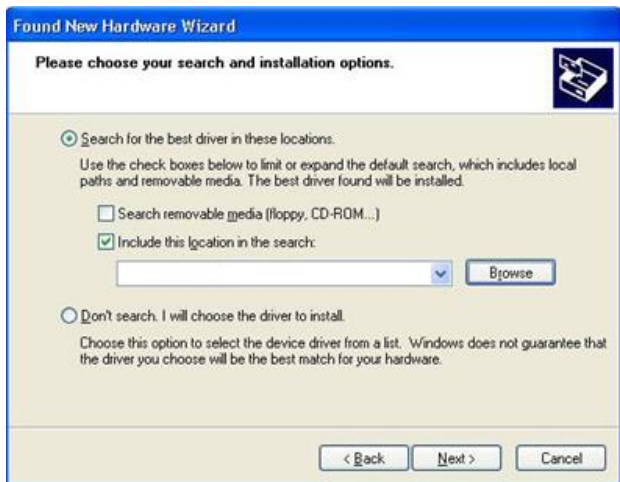 Found New Hardware Wizard
Please choose your search and installation options.
Search for the best driver in these locations.
Use the check boxes below to limit or expand the default search, which includes local
paths and removable media. The best driver found will be installed.
Search removable media (floppy, CD-ROM...)
Include this location in the search:
Browse
Don't search. I will choose the driver to install.
Choose this option to select the device driver from a list. Windows does not guarantee that
the driver you choose will be the best match for your hardware.
< Back
Next >
Cancel